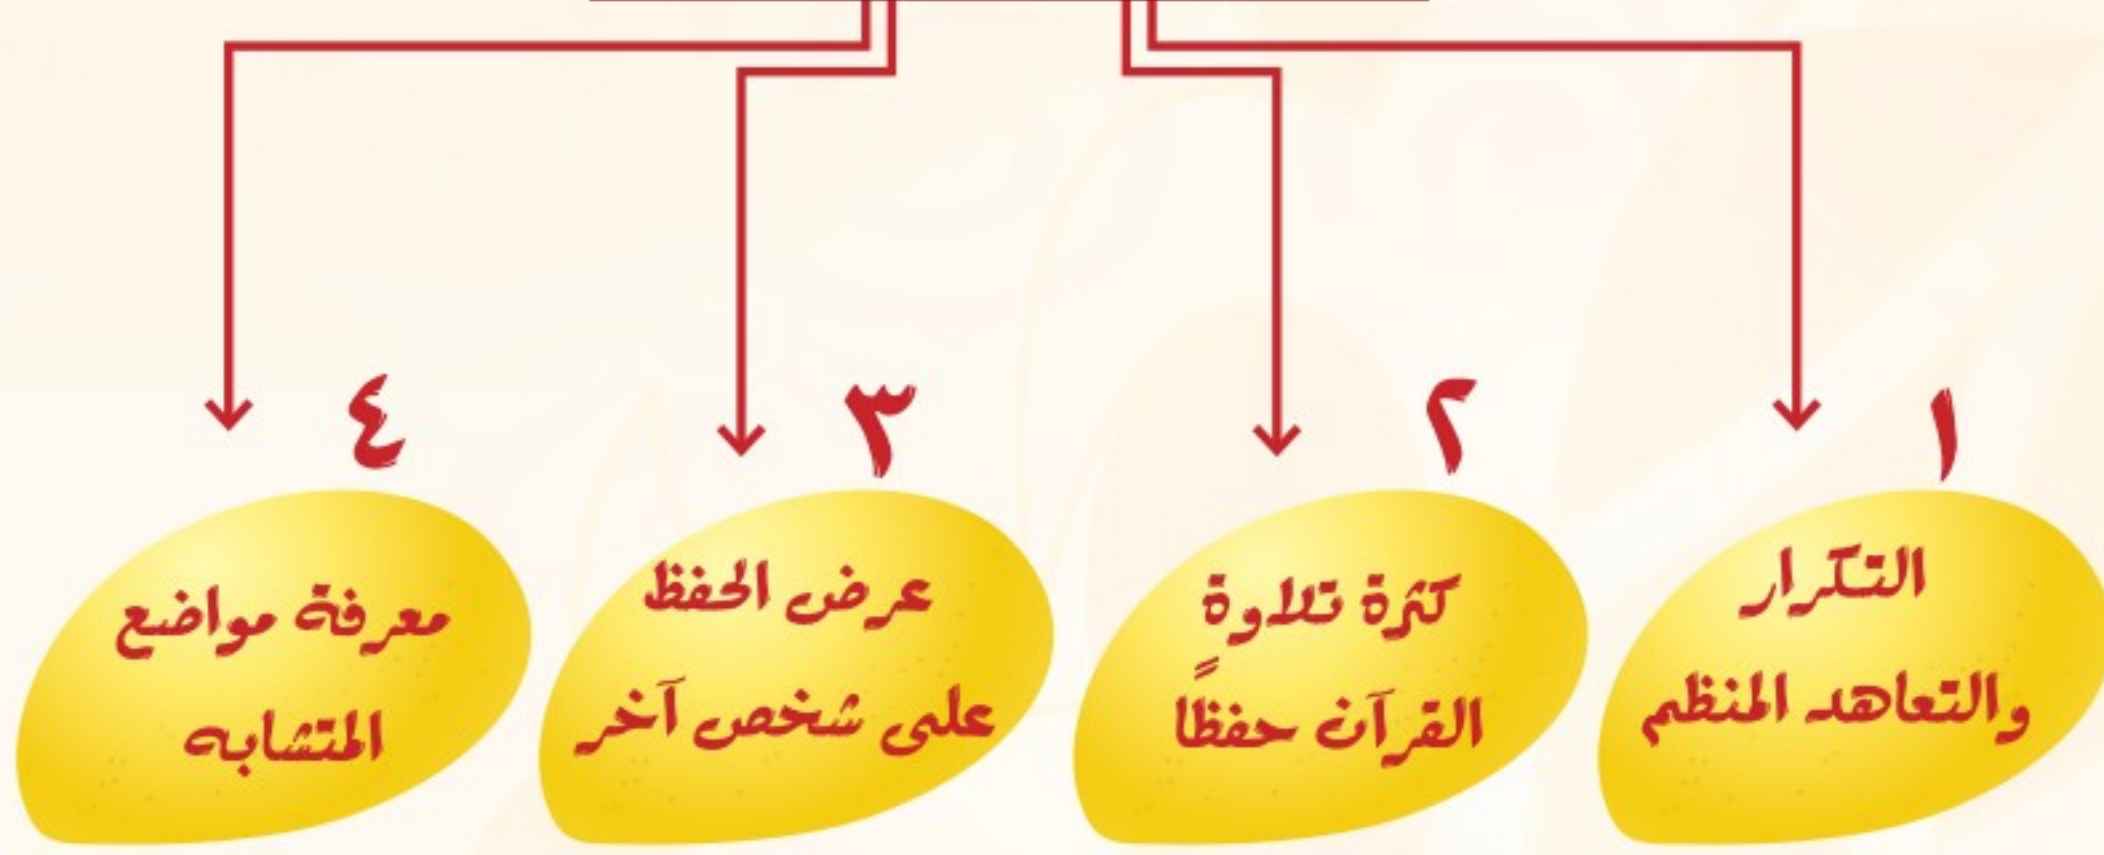 ١
التكرار
والتعاهد المنظم
٢
كثرة تلاوة
القرآن حفظًا
٣
عرض الحفظ
على شخص آخر
٤
معرفة مواضع
المتشابه